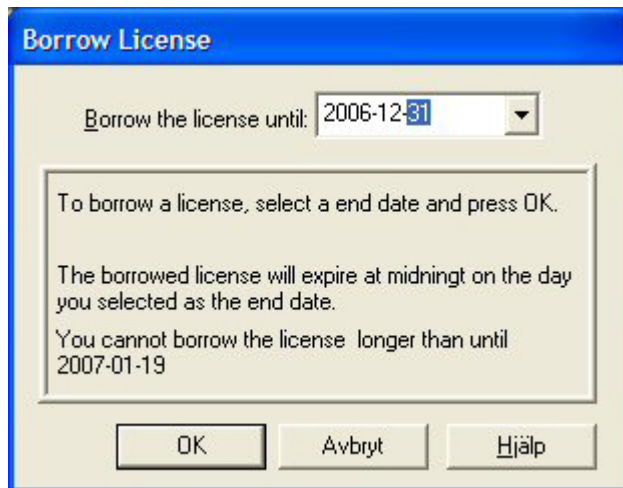 Borrow License
Borrow the license until: 2006-12-31
To borrow a license, select a end date and press OK.
The borrowed license will expire at midningt on the day
you selected as the end date.
You cannot borrow the license longer than until
2007-01-19
OK Avbryt Hjälp